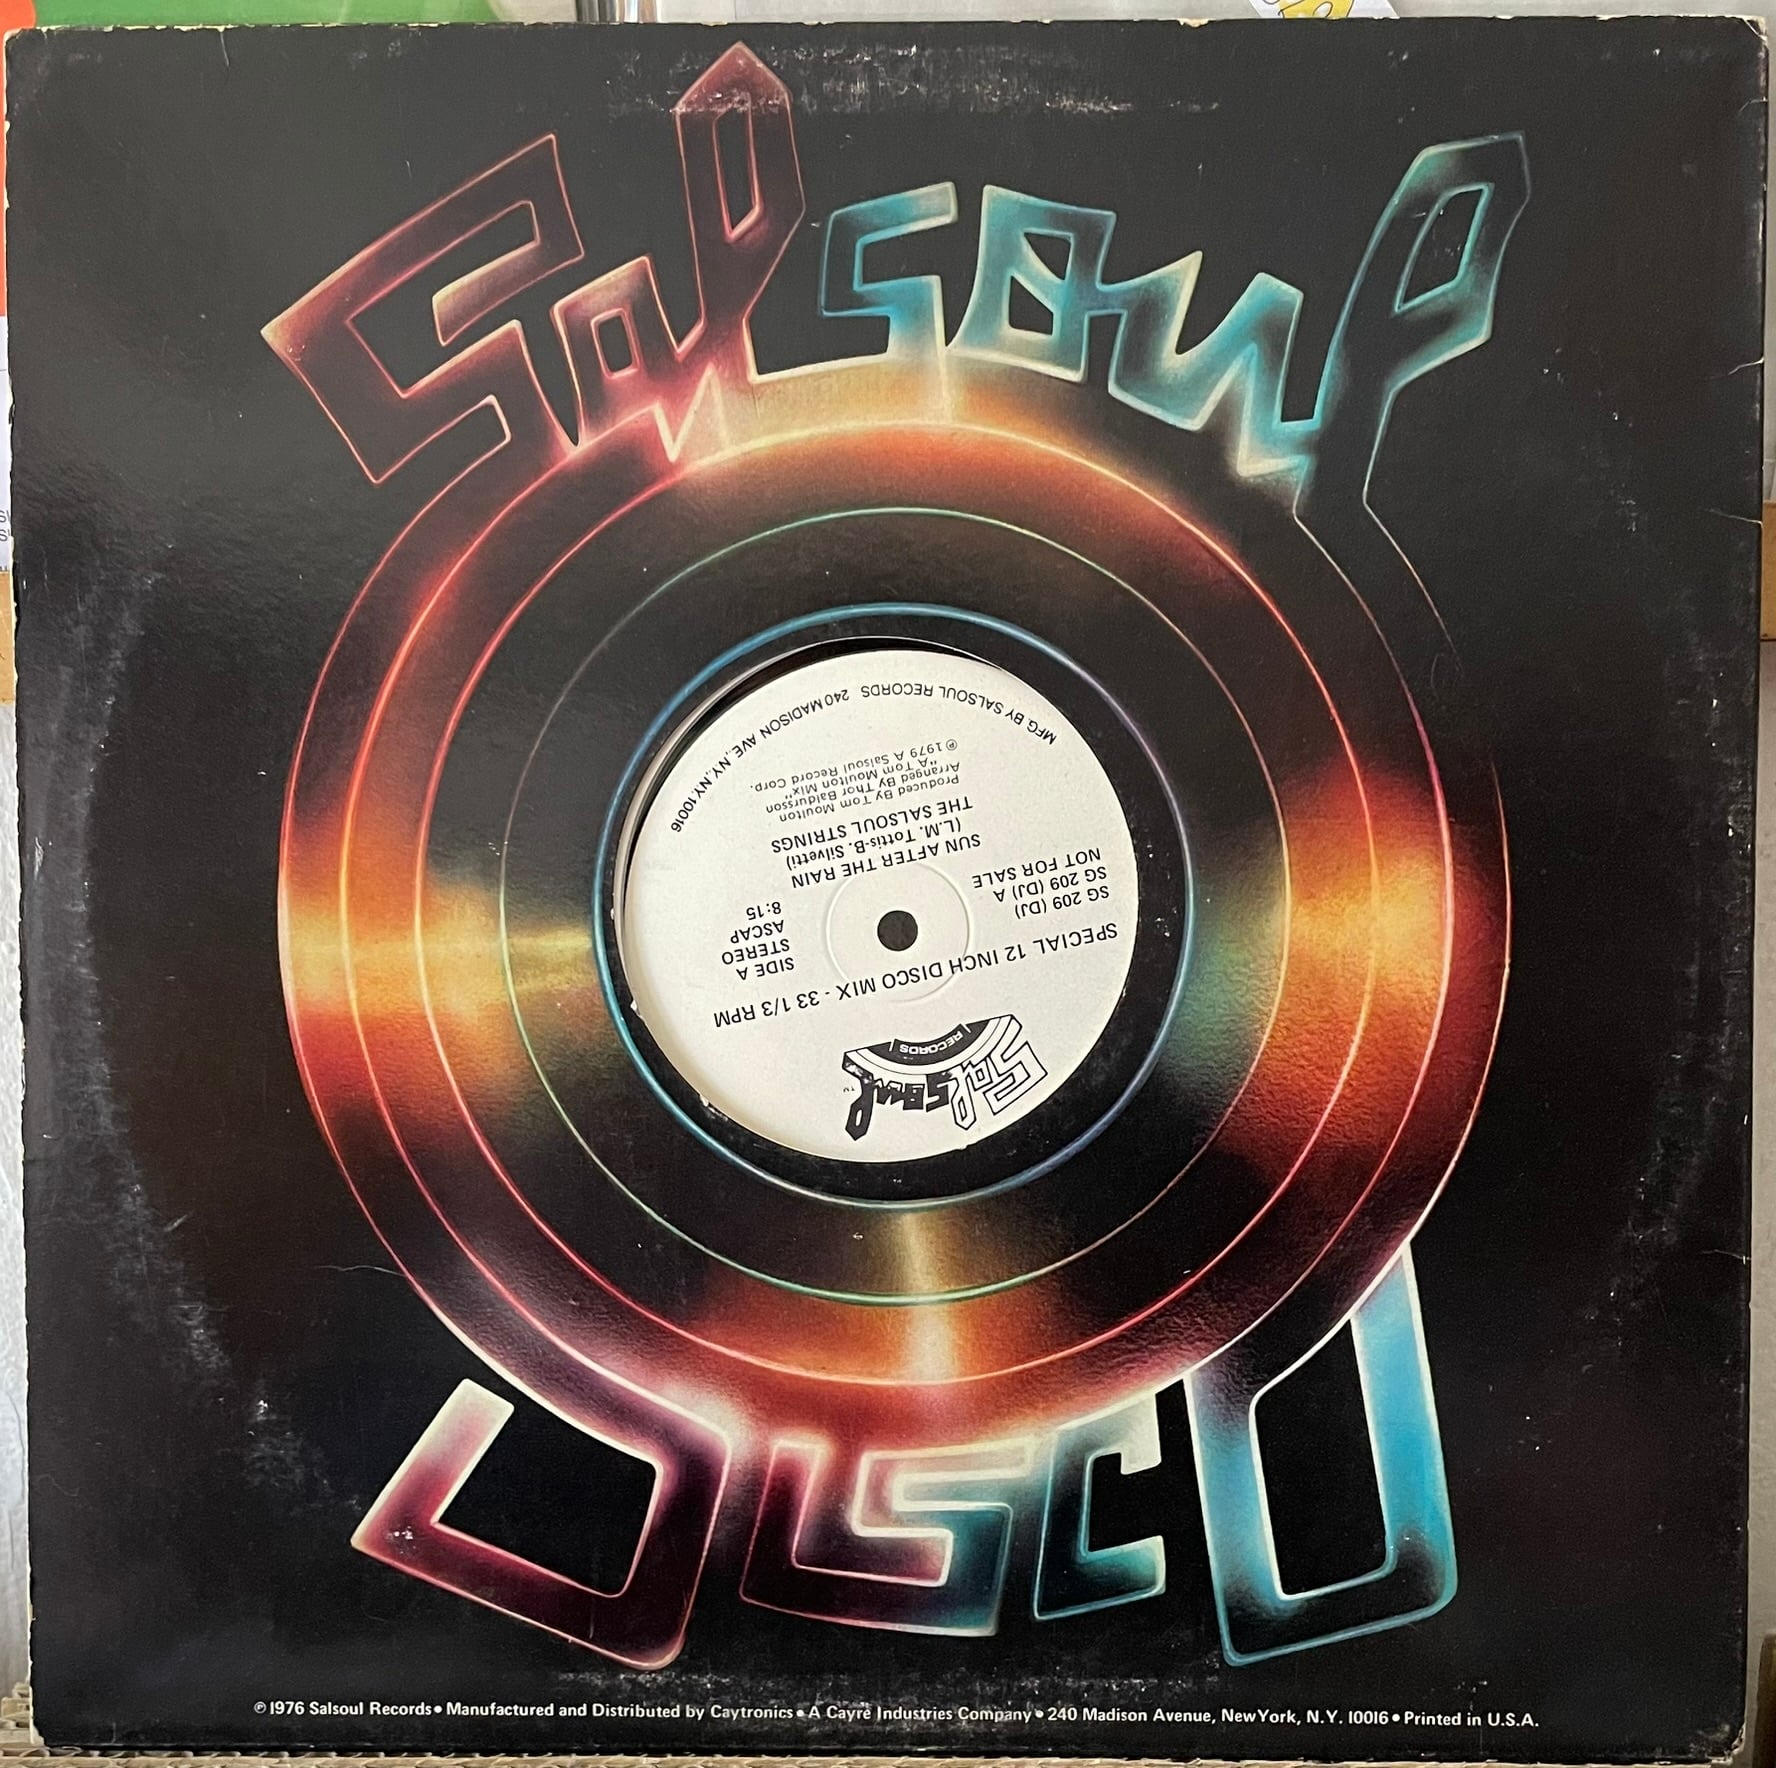 Salsoul
MFG BY SALSOUL RECORDS 240 MADISON AVE., NY., NY. 10016
℗ 1979 A Salsoul Record Corp.
"A Tom Moulton Mix"
Arranged By Thor Baldursson
Produced By Tom Moulton
THE SALSOUL STRINGS
(L.M. Tottis-B. Silvetti)
SUN AFTER THE RAIN
NOT FOR SALE
SG 209 (DJ) A
SG 209 (DJ)
8:15
ASCAP
STEREO
SIDE A
SPECIAL 12 INCH DISCO MIX - 33 1/3 RPM
RECORDS
Salsoul
TM
DISCO
℗1976 Salsoul Records • Manufactured and Distributed by Caytronics • A Cayrè Industries Company • 240 Madison Avenue, New York, N.Y. 10016 • Printed in U.S.A.